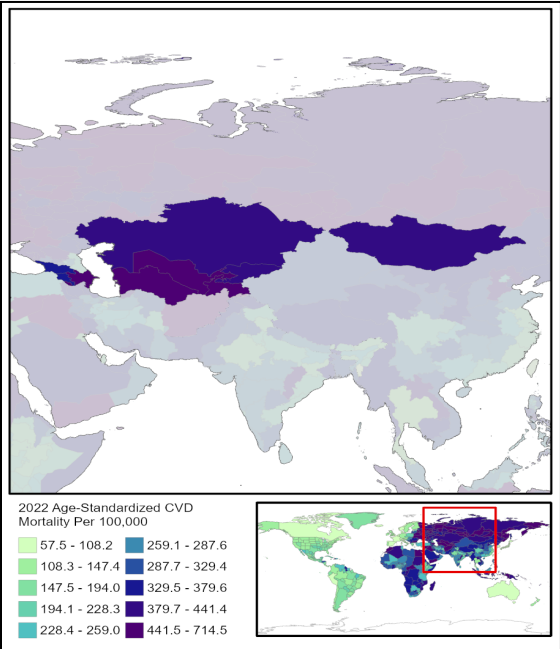 2022 Age-Standardized CVD
Mortality Per 100,000
57.5 - 108.2
108.3 - 147.4
147.5 - 194.0
194.1 - 228.3
228.4 - 259.0
259.1 - 287.6
287.7 - 329.4
329.5 - 379.6
379.7 - 441.4
441.5 - 714.5